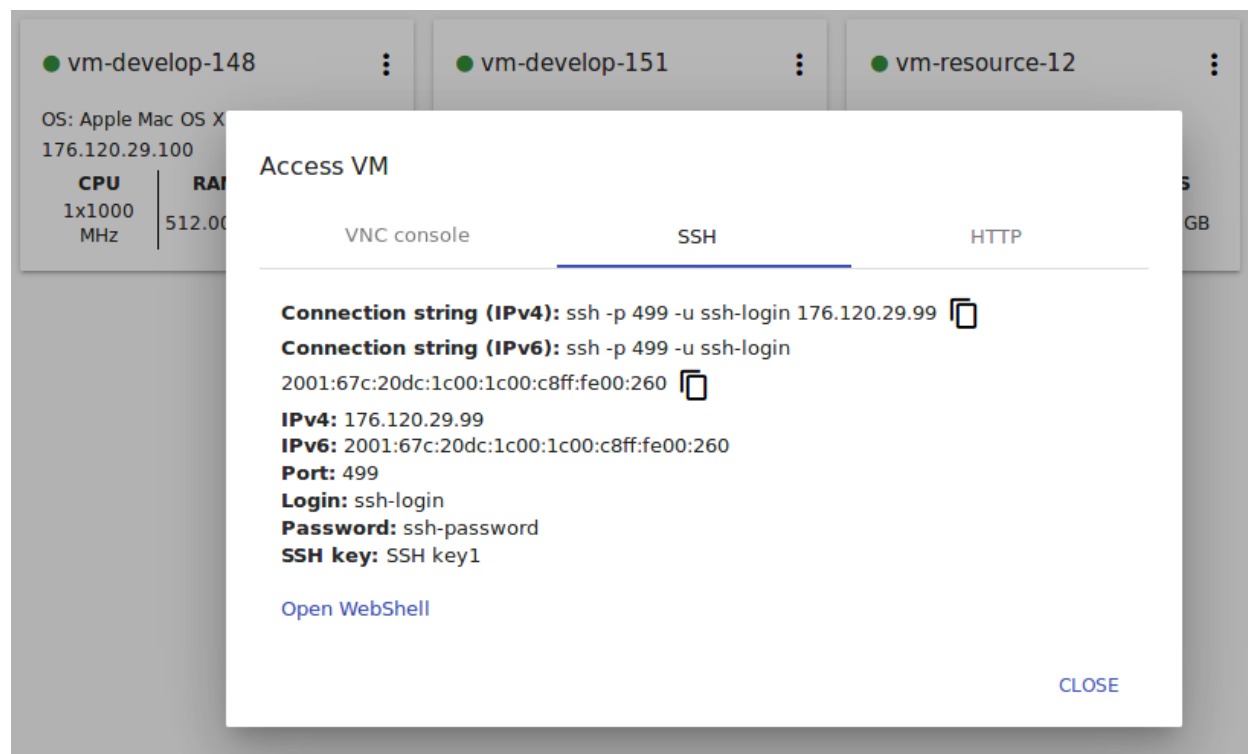 vm-develop-148
vm-develop-151
vm-resource-12
OS: Apple Mac OS X
176.120.29.100
CPU
1x1000
MHz
512.00
GB
Access VM
VNC console
SSH
HTTP
Connection string (IPv4): ssh -p 499 -u ssh-login 176.120.29.99
Connection string (IPv6): ssh -p 499 -u ssh-login
2001:67c:20dc:1c00:1c00:c8ff:fe00:260
IPv4: 176.120.29.99
IPv6: 2001:67c:20dc:1c00:1c00:c8ff:fe00:260
Port: 499
Login: ssh-login
Password: ssh-password
SSH key: SSH key1
Open WebShell
CLOSE